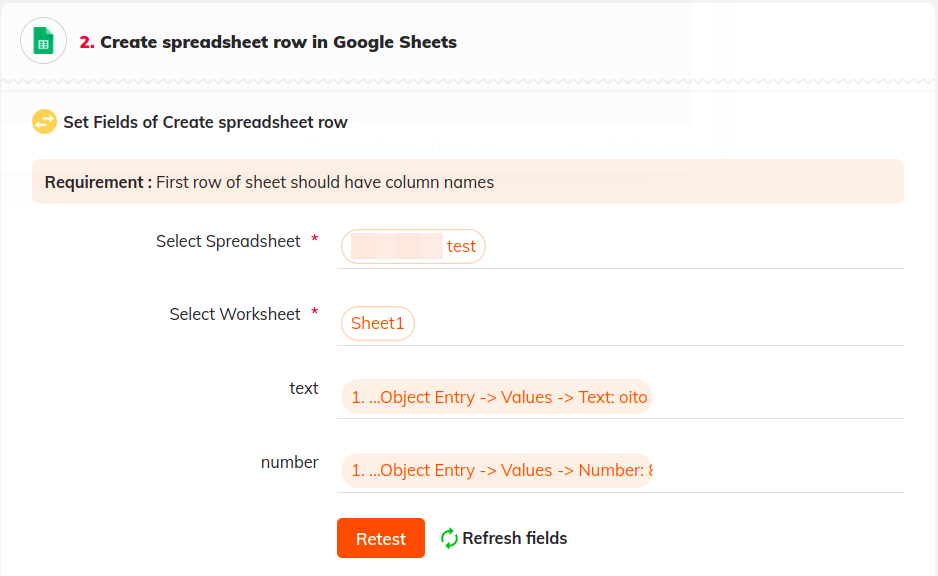 2. Create spreadsheet row in Google Sheets
Set Fields of Create spreadsheet row
Requirement : First row of sheet should have column names
Select Spreadsheet * test
Select Worksheet * Sheet1
text 1. ...Object Entry -> Values -> Text: oito
number 1. ...Object Entry -> Values -> Number:
Retest Refresh fields